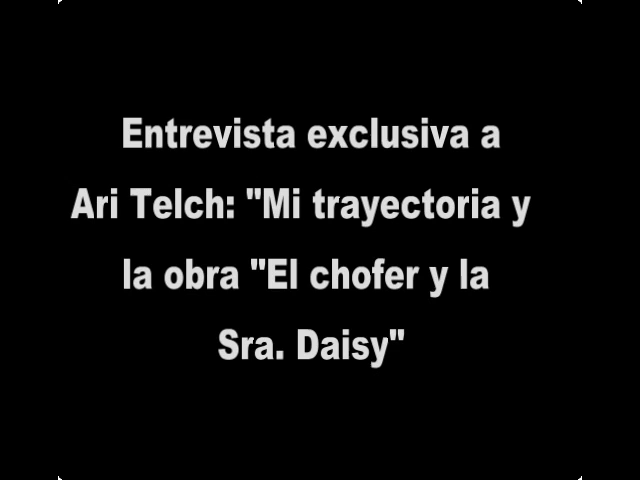 Entrevista exclusiva a
Ari Telch: "Mi trayectoria y
la obra "El chofer y la
Sra. Daisy"